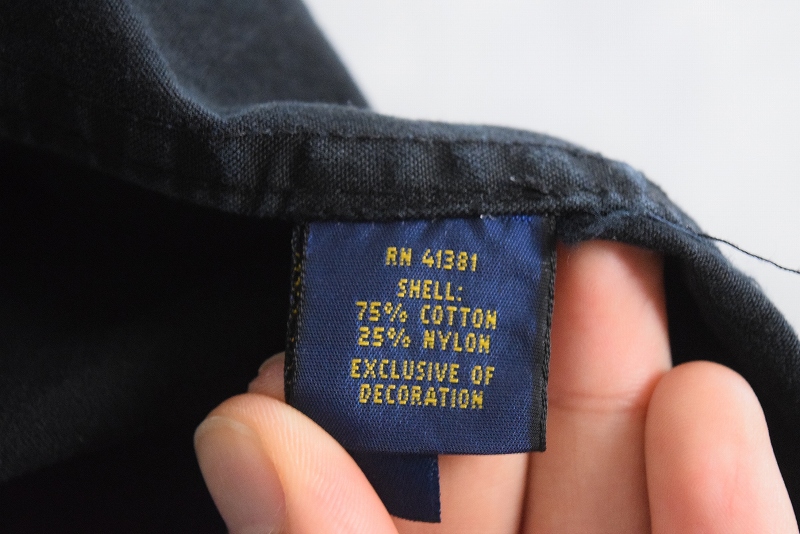 RN 41381
SHELL:
75% COTTON
25% NYLON
EXCLUSIVE OF
DECORATION